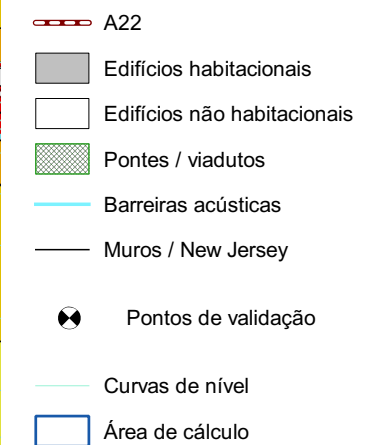 A22
Edifícios habitacionais
Edifícios não habitacionais
Pontes / viadutos
Barreiras acústicas
Muros / New Jersey
Pontos de validação
Curvas de nível
Área de cálculo